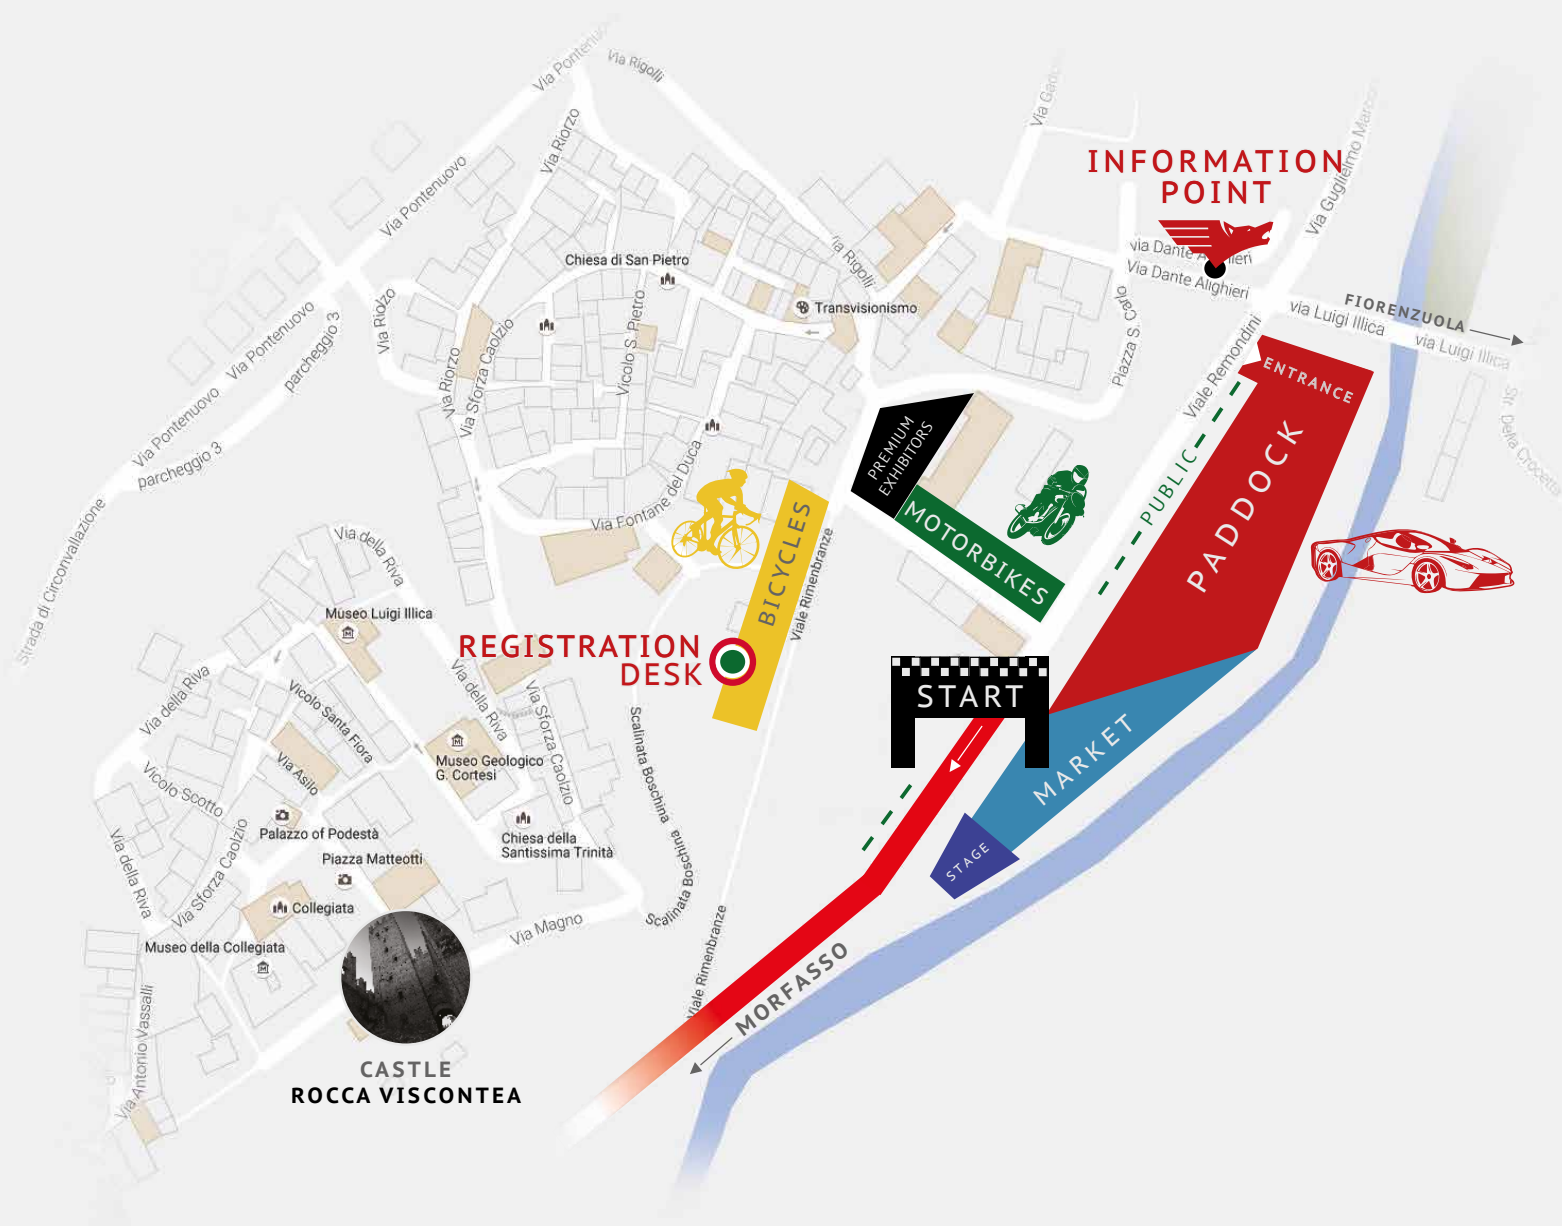 Via Pontenuovo
Via Rigolli
Via Riorzo
Via Pontenuovo
INFORMATION
POINT
Via Guglielmo Marconi
Via Dante Alighieri
Via Dante Alighieri
Chiesa di San Pietro
Via Rigolli
Transvisionismo
Piazza S. Carlo
via Luigi Illica
FIORENZUOLA
via Luigi Illica
Via Pontenuovo
parcheggio 3
Via Riolzo
Via Riorzo
Via Sforza Caolzio
Vicolo S. Pietro
Viale Remondini
ENTRANCE
Via Pontenuovo
parcheggio 3
PREMIUM
EXHIBITORS
PUBLIC
PADDOCK
Str. Della Crocetta
Via Fontane del Duca
BICYCLES
MOTORBIKES
Strada di Circonvallazione
Via della Riva
Museo Luigi Illica
Viale Rimenbranze
REGISTRATION
DESK
START
Via della Riva
Vicolo Santa Fiora
Via della Riva
Via Sforza Caolzio
Museo Geologico
G. Cortesi
Via Asilo
Vicolo Scotto
Scalinata Boschina
MARKET
Palazzo of Podestà
Chiesa della
Santissima Trinità
Via della Riva
Via Sforza Caolzio
Piazza Matteotti
Scalinata Boschina
STAGE
Collegiata
Via Magno
Museo della Collegiata
Viale Rimenbranze
MORFASSO
Via Antonio Vassalli
CASTLE
ROCCA VISCONTEA